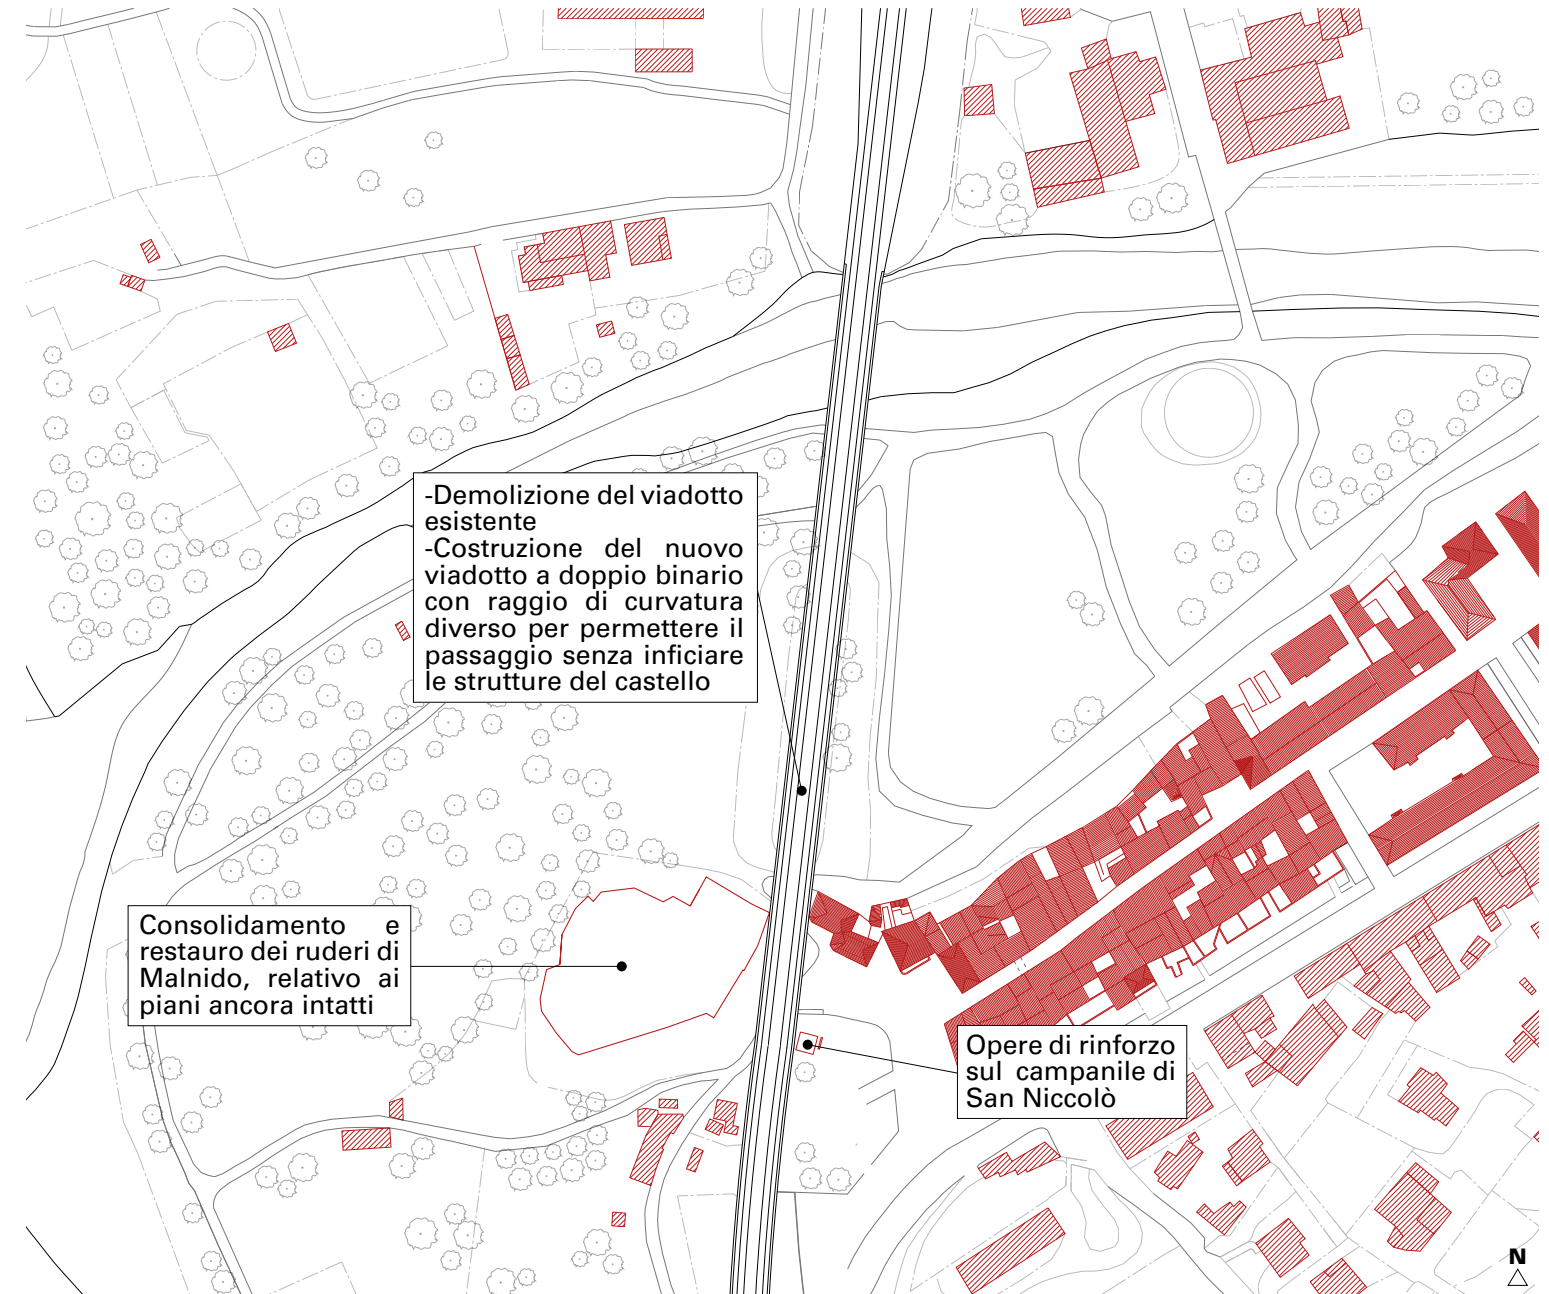 -Demolizione del viadotto
esistente
-Costruzione del nuovo
viadotto a doppio binario
con raggio di curvatura
diverso per permettere il
passaggio senza inficiare
le strutture del castello
Consolidamento e
restauro dei ruderi di
Malnido, relativo ai
piani ancora intatti
Opere di rinforzo
sul campanile di
San Niccolò
N